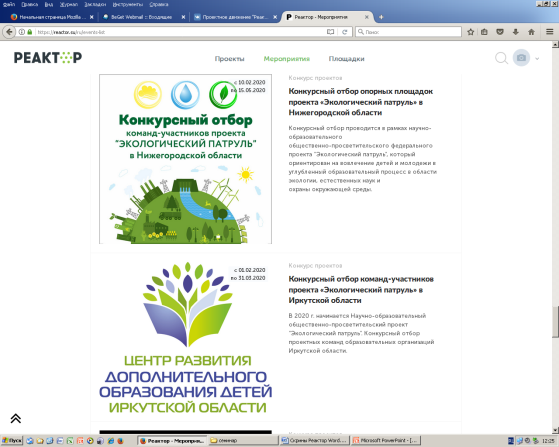 Файл Правка Вид Журнал Закладки Инструменты Справка
Начальная страница Mozilla ...
BeGet Webmail :: Входящие
Проектное движение "Реак...
Реактор - Мероприятия
https://reactor.su/ru/events-list
Поиск
РЕАКТОР
Проекты Мероприятия Площадки
с 10.02.2020
по 15.05.2020
Конкурсный отбор
команд-участников проекта
"ЭКОЛОГИЧЕСКИЙ ПАТРУЛЬ"
в Нижегородской области
Конкурс проектов
Конкурсный отбор опорных площадок
проекта «Экологический патруль» в
Нижегородской области
Конкурсный отбор проводится в рамках научно-
образовательного
общественно-просветительского федерального
проекта "Экологический патруль", который
ориентирован на вовлечение детей и молодежи в
углубленный образовательный процесс в области
экологии, естественных наук и
охраны окружающей среды.
с 01.02.2020
по 31.03.2020
ЦЕНТР РАЗВИТИЯ
ДОПОЛНИТЕЛЬНОГО
ОБРАЗОВАНИЯ ДЕТЕЙ
ИРКУТСКОЙ ОБЛАСТИ
Конкурс проектов
Конкурсный отбор команд-участников
проекта «Экологический патруль» в
Иркутской области
В 2020 г. начинается Научно-образовательный
общественно-просветительский проект
"Экологический патруль". Конкурсный отбор
проектных команд образовательных организаций
Иркутской области.
Пуск
Реактор - Мероприя...
семинар
Скрины Реактор Word...
Microsoft PowerPoint - [...
12:25